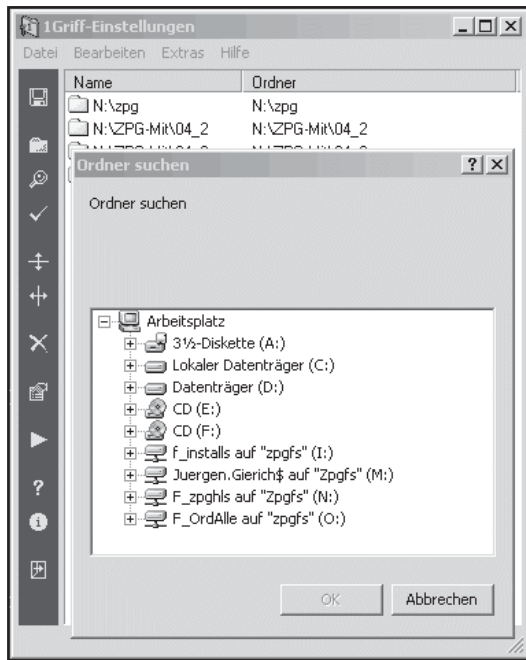 1Griff-Einstellungen
Datei Bearbeiten Extras Hilfe
Name Ordner
N:\zpg N:\zpg
N:\ZPG-Mit\04_2 N:\ZPG-Mit\04_2
Ordner suchen
Ordner suchen
Arbeitsplatz
3½-Diskette (A:)
Lokaler Datenträger (C:)
Datenträger (D:)
CD (E:)
CD (F:)
f_installs auf "zpgfs" (I:)
Juergen.Gierich$ auf "Zpgfs" (M:)
F_zpghls auf "Zpgfs" (N:)
F_OrdAlle auf "zpgfs" (O:)
OK Abbrechen